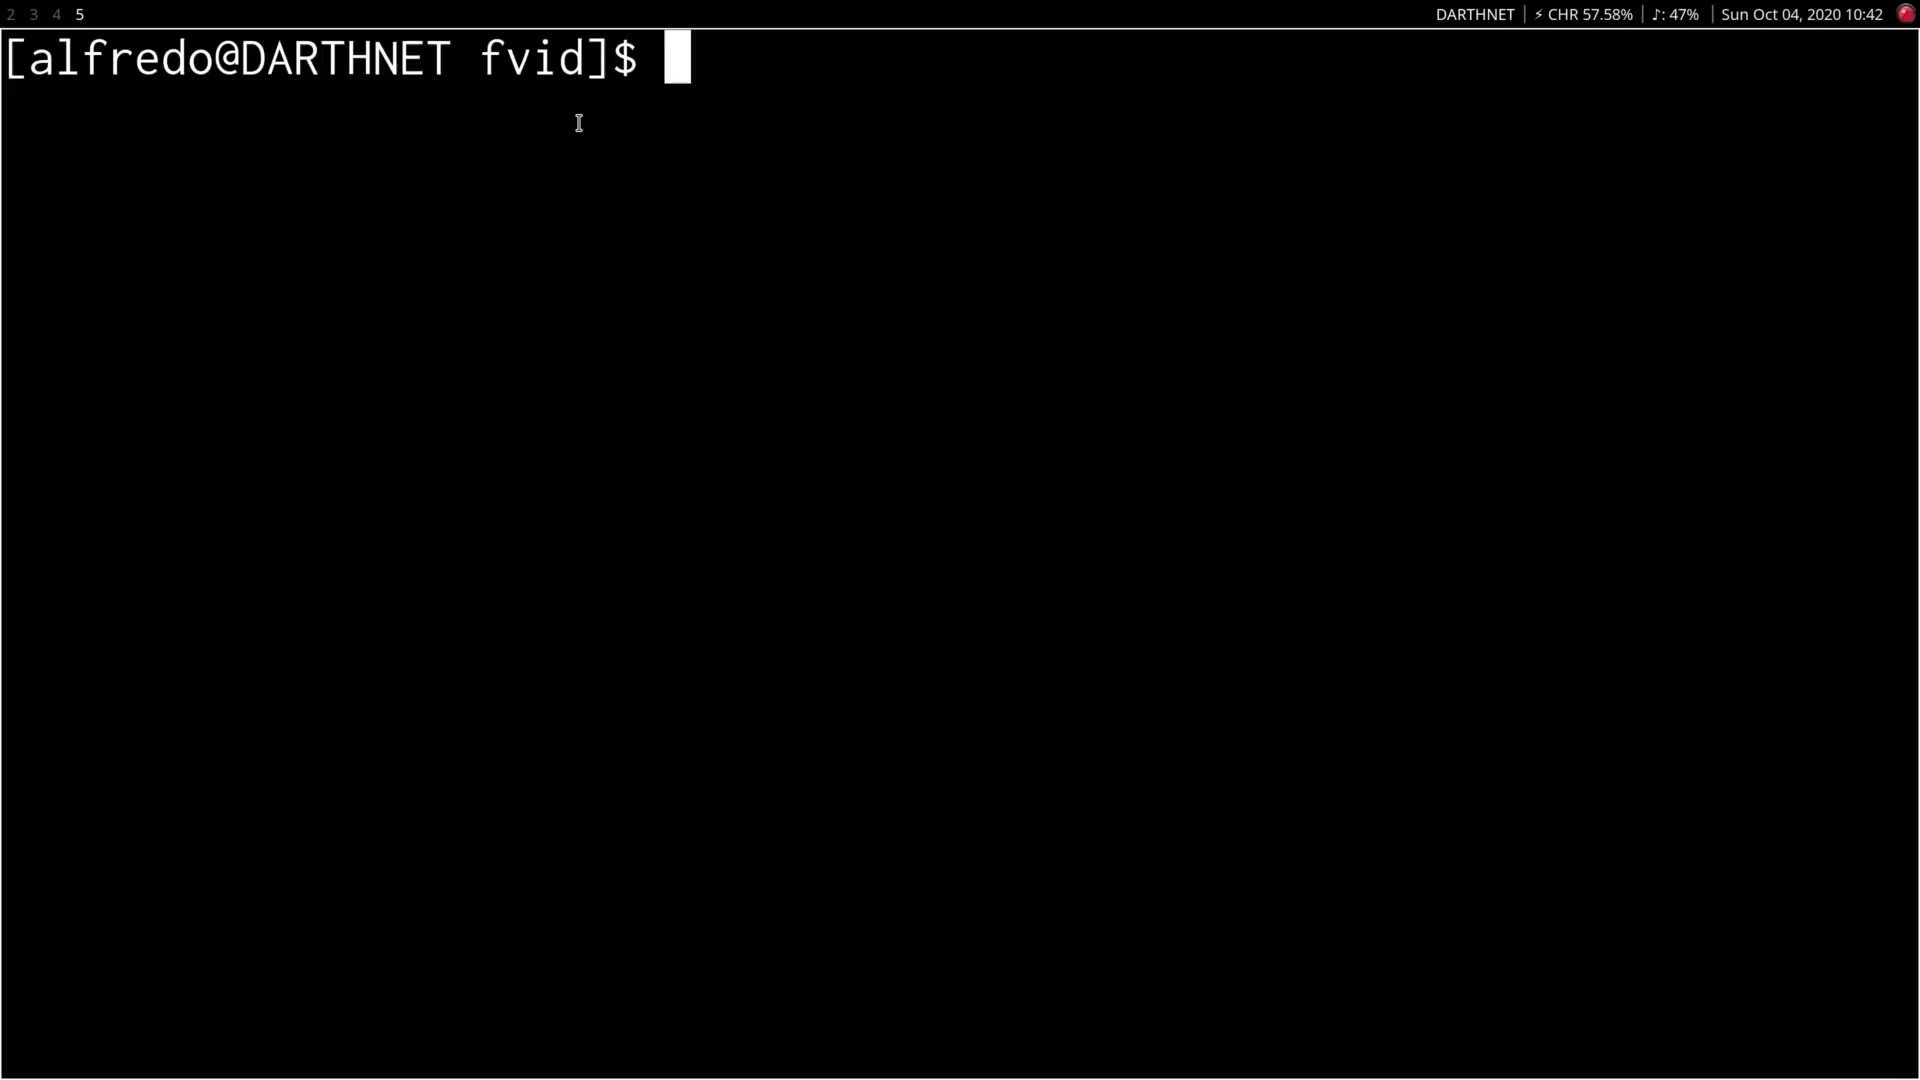 2 3 4 5 DARTHNET | ⚡ CHR 57.58% | ♪: 47% | Sun Oct 04, 2020 10:42
[alfredo@DARTHNET fvid]$